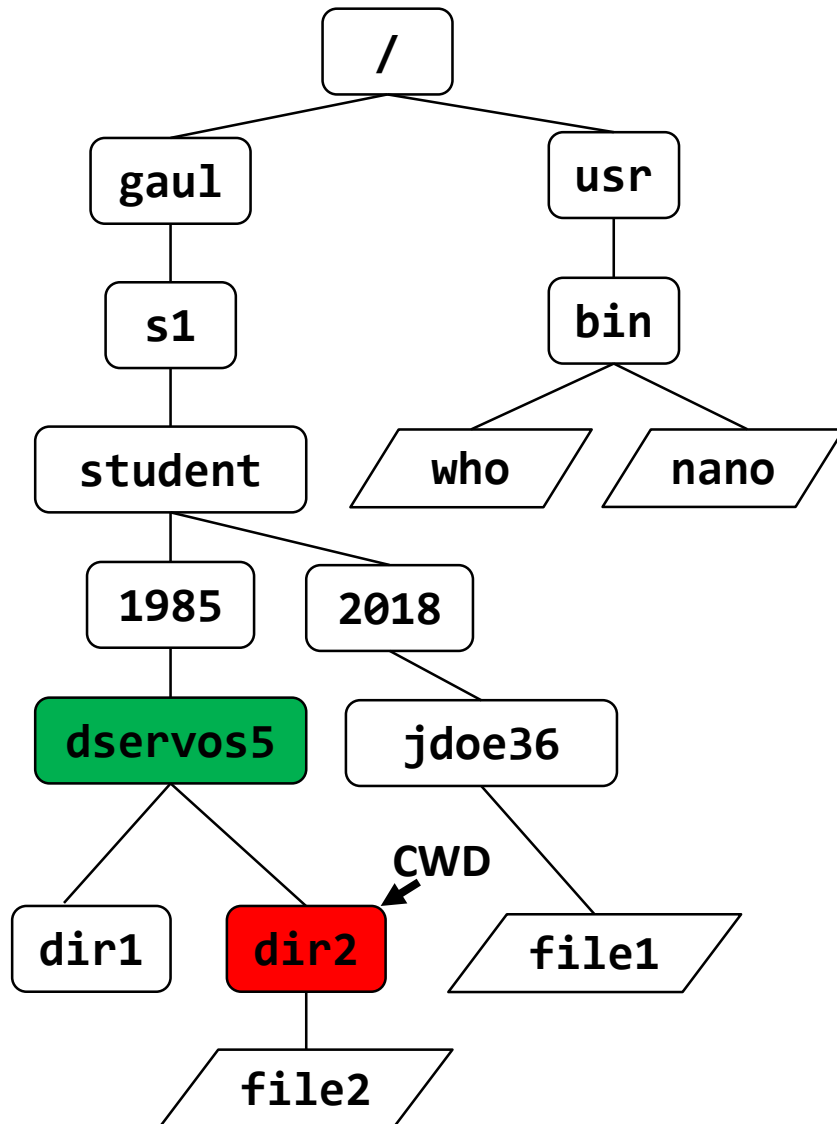 /
gaul
usr
s1
bin
student
who
nano
1985
2018
dservos5
jdoe36
CWD
dir1
dir2
file1
file2